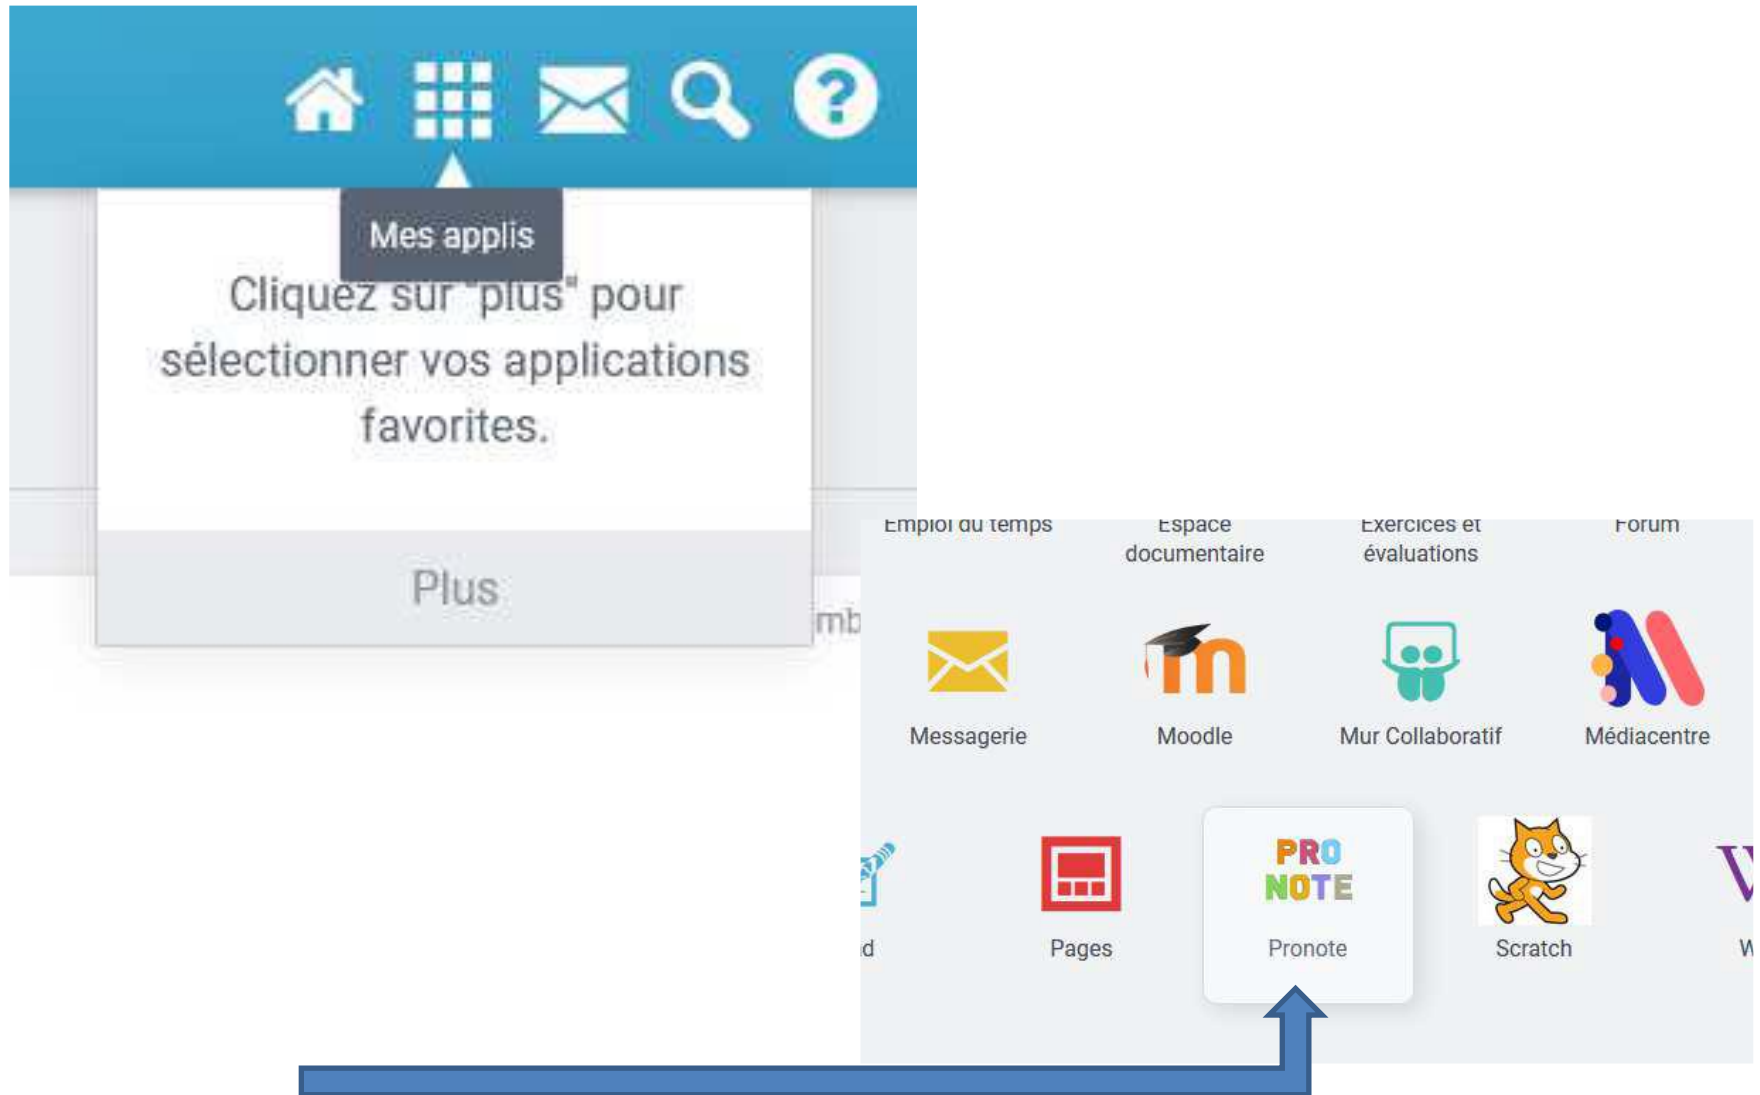 Mes applis
Cliquez sur "plus" pour
sélectionner vos applications
favorites.
Plus
mb
Emploi du temps
Espace
documentaire
Exercices et
évaluations
Forum
Messagerie
Moodle
Mur Collaboratif
Médiacentre
PRO
NOTE
d
Pages
Pronote
Scratch
W